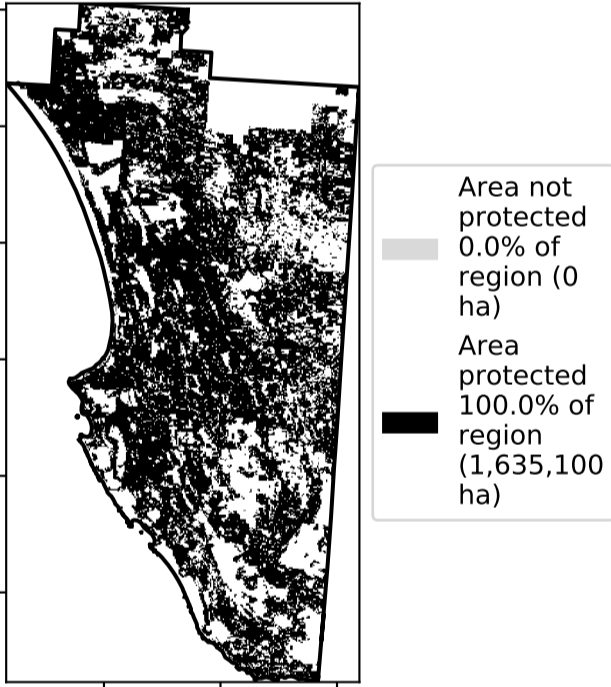 Area not
protected
0.0% of
region (0
ha)
Area
protected
100.0% of
region
(1,635,100
ha)